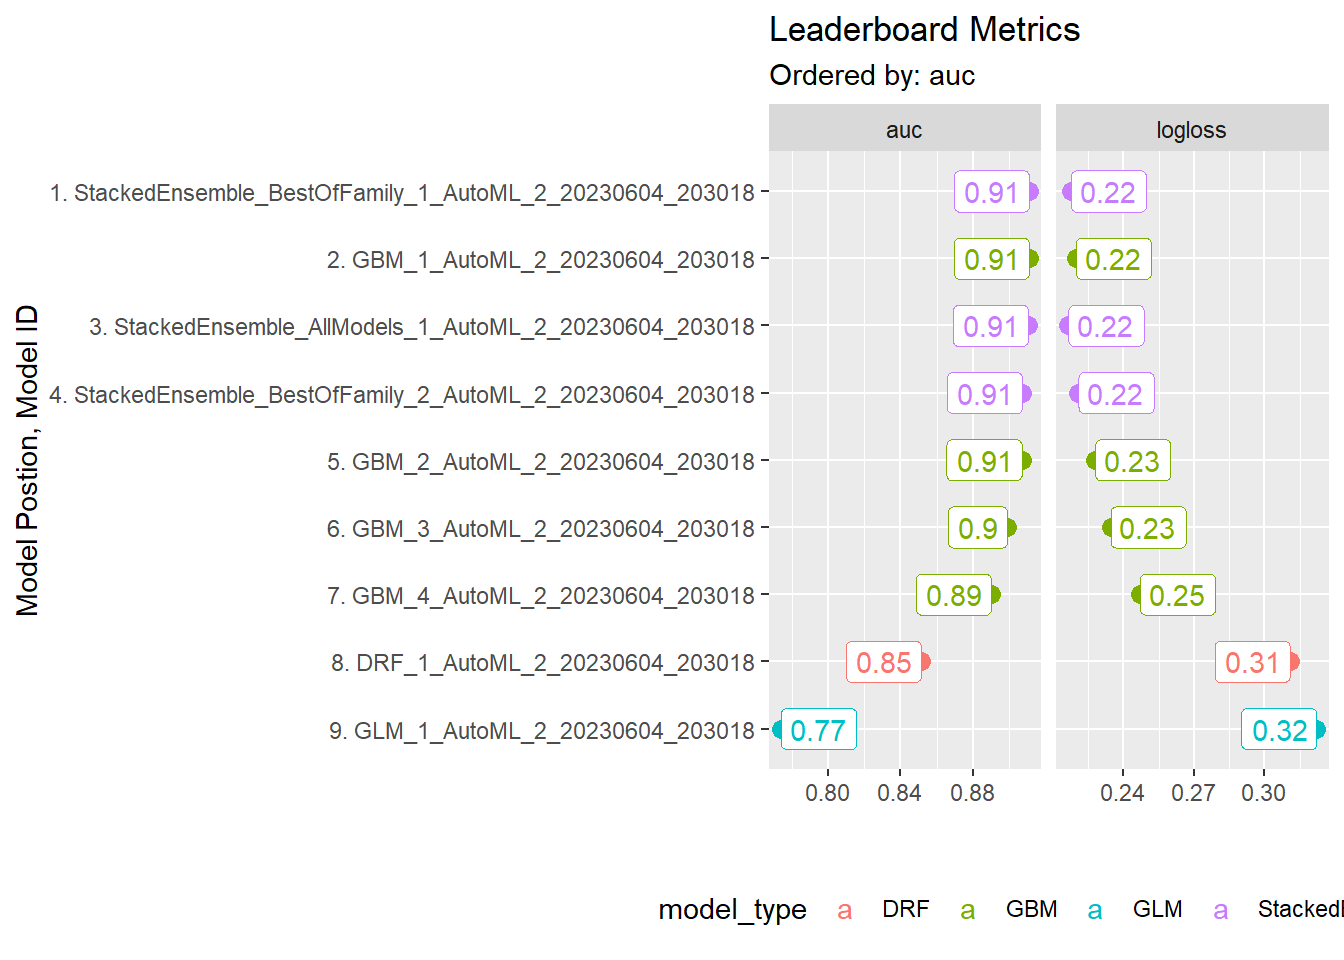 Leaderboard Metrics
Ordered by: auc
auc logloss
Model Postion, Model ID
1. StackedEnsemble_BestOfFamily_1_AutoML_2_20230604_203018 0.91 0.22
2. GBM_1_AutoML_2_20230604_203018 0.91 0.22
3. StackedEnsemble_AllModels_1_AutoML_2_20230604_203018 0.91 0.22
4. StackedEnsemble_BestOfFamily_2_AutoML_2_20230604_203018 0.91 0.22
5. GBM_2_AutoML_2_20230604_203018 0.91 0.23
6. GBM_3_AutoML_2_20230604_203018 0.9 0.23
7. GBM_4_AutoML_2_20230604_203018 0.89 0.25
8. DRF_1_AutoML_2_20230604_203018 0.85 0.31
9. GLM_1_AutoML_2_20230604_203018 0.77 0.32
0.80 0.84 0.88 0.24 0.27 0.30
model_type a DRF a GBM a GLM a Stacked